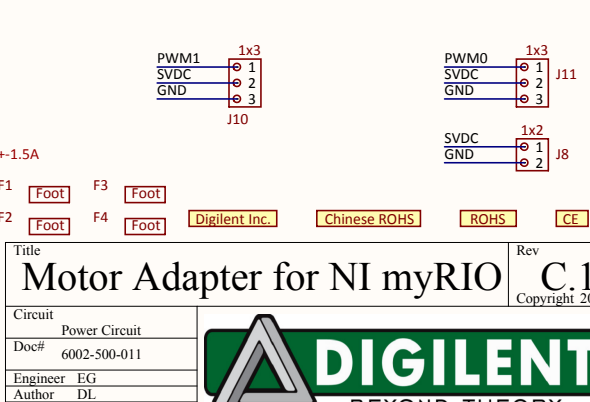 1x3
PWM1
SVDC
GND
1
2
3
J10
1x3
PWM0
SVDC
GND
1
2
3
J11
1x2
SVDC
GND
1
2
J8
+-1.5A
F1 Foot F3 Foot
F2 Foot F4 Foot
Digilent Inc. Chinese ROHS ROHS CE
Title
Motor Adapter for NI myRIO
Rev
C.1
Copyright 20
Circuit
Power Circuit
Doc#
6002-500-011
Engineer EG
Author DL
DIGILENT
BEYOND THEORY